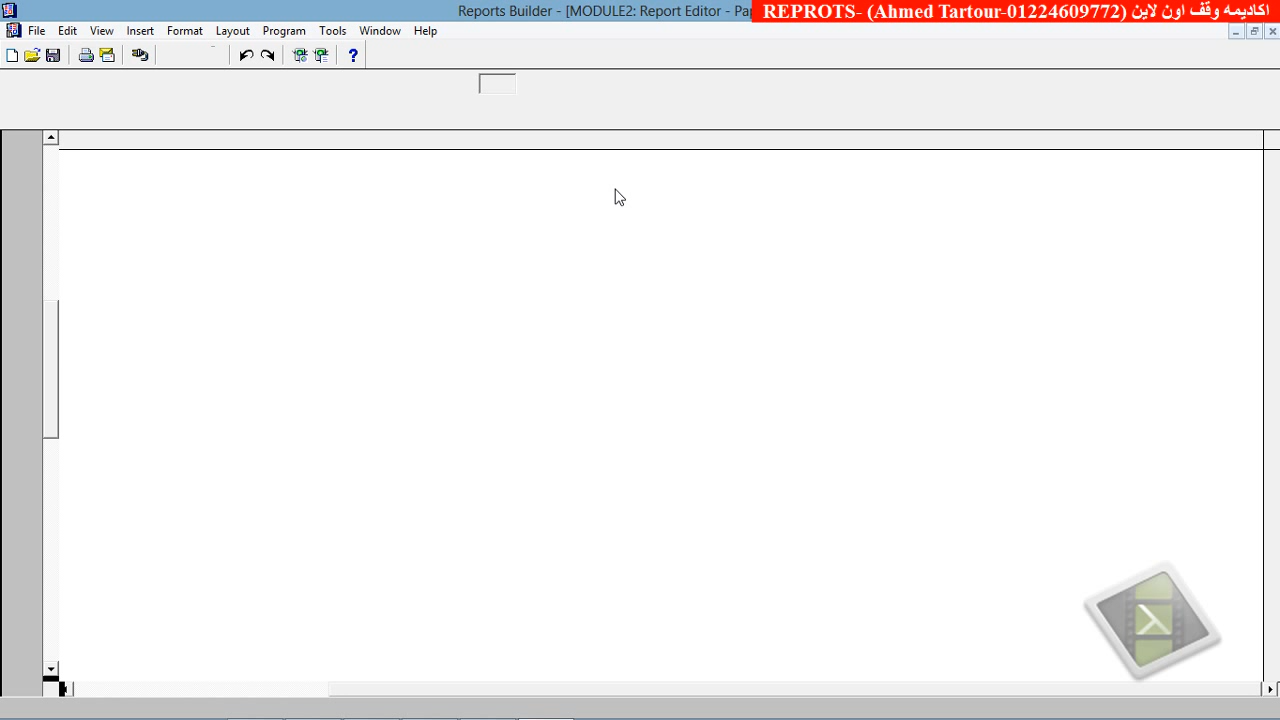 Reports Builder - [MODULE2: Report Editor - Pa
REPROTS- (Ahmed Tartour-01224609772) اكاديمه وقف اون لاين
File Edit View Insert Format Layout Program Tools Window Help